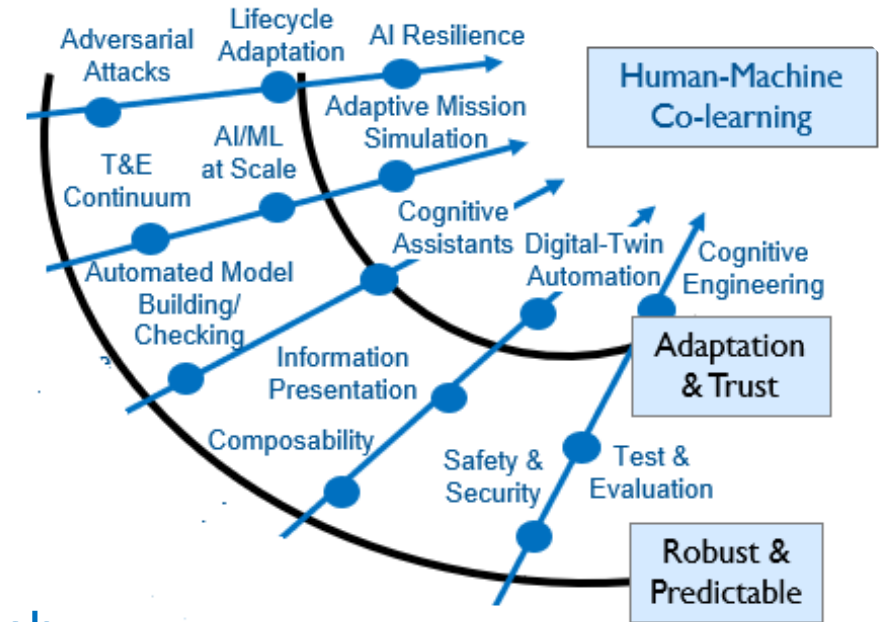 Adversarial
Attacks
Lifecycle
Adaptation
AI Resilience
Human-Machine
Co-learning
T&E
Continuum
AI/ML
at Scale
Adaptive Mission
Simulation
Automated Model
Building/
Checking
Cognitive
Assistants
Digital-Twin
Automation
Cognitive
Engineering
Information
Presentation
Composability
Adaptation
& Trust
Safety &
Security
Test &
Evaluation
Robust &
Predictable